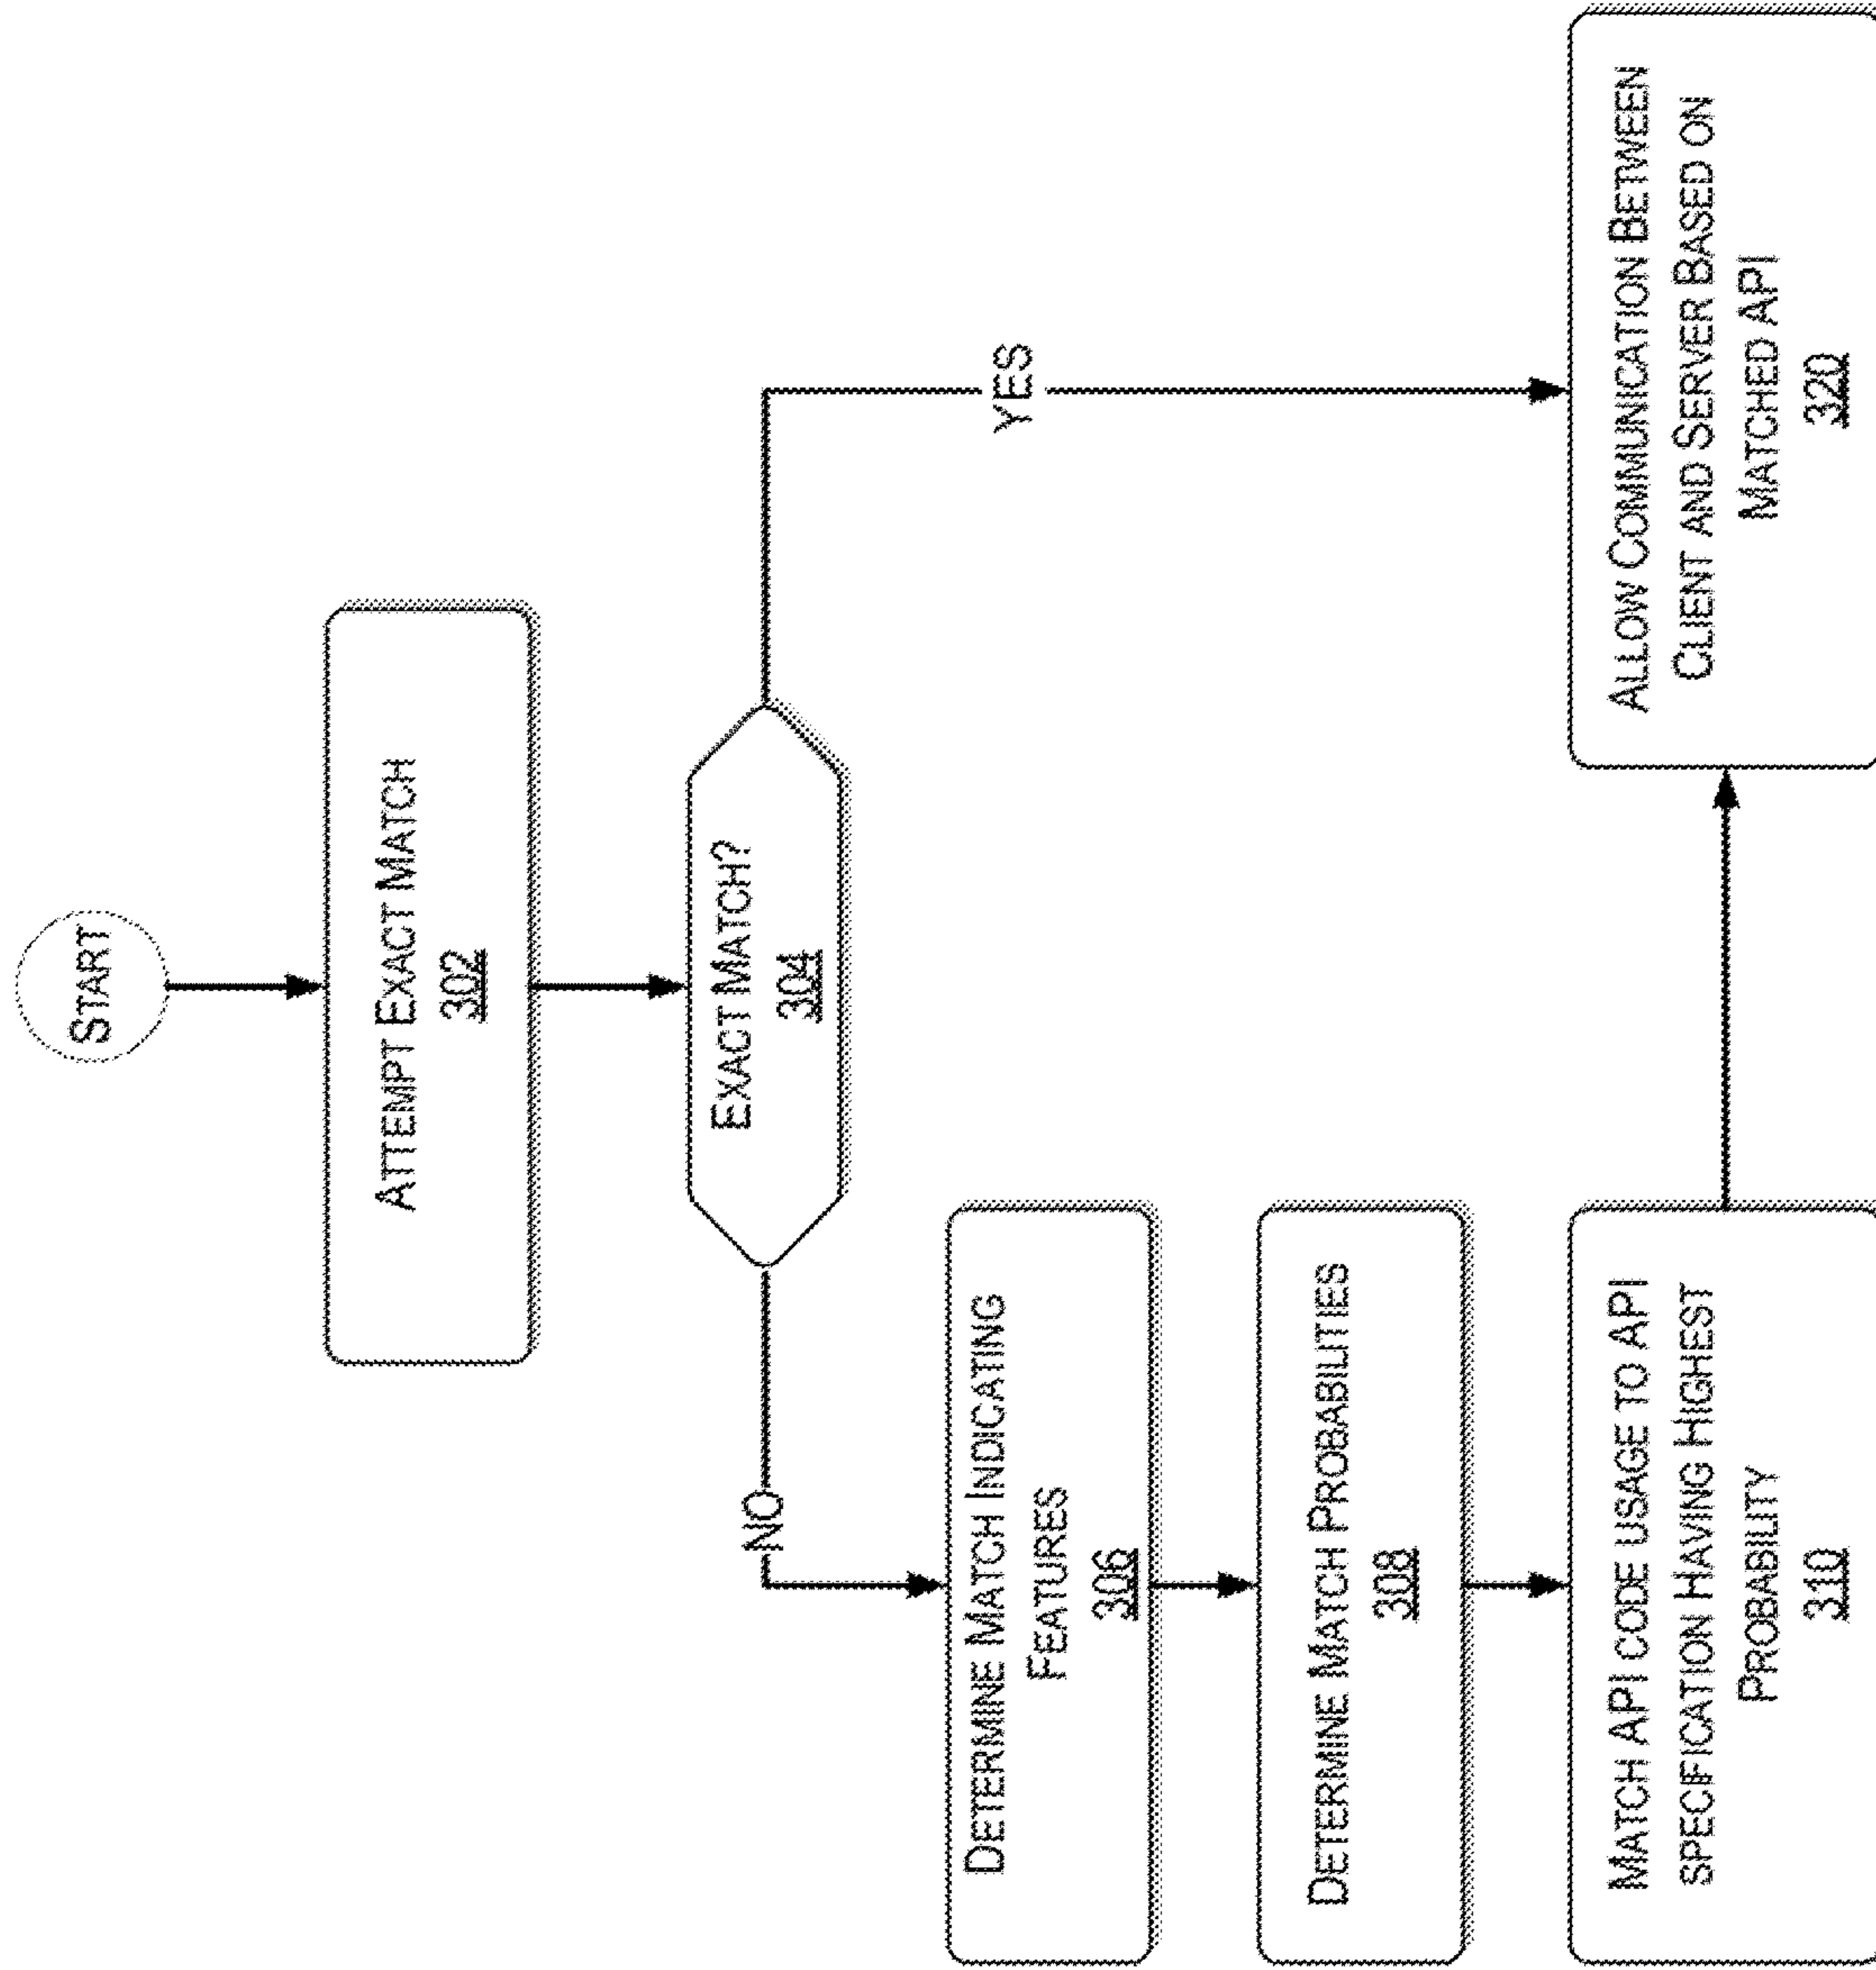 START
ATTEMPT EXACT MATCH
302
EXACT MATCH?
304
NO
YES
DETERMINE MATCH INDICATING
FEATURES
306
DETERMINE MATCH PROBABILITIES
308
MATCH API CODE USAGE TO API
SPECIFICATION HAVING HIGHEST
PROBABILITY
310
ALLOW COMMUNICATION BETWEEN
CLIENT AND SERVER BASED ON
MATCHED API
320